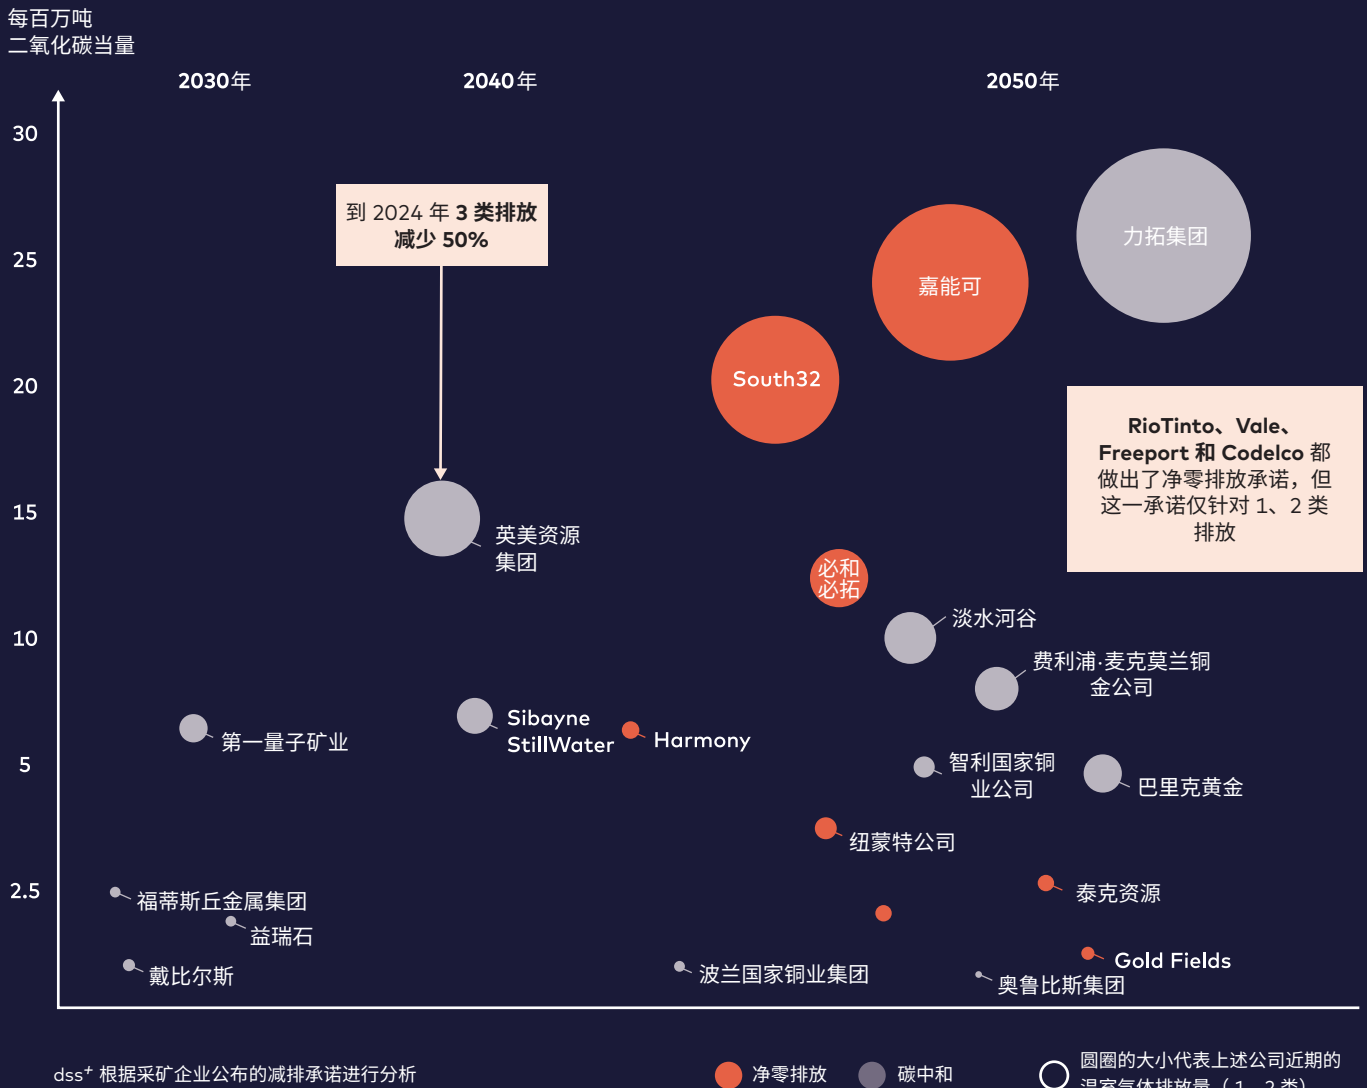 每百万吨
二氧化碳当量
2030年
2040年
2050年
30
25
20
15
10
5
2.5
到 2024 年 3 类排放
减少 50%
力拓集团
嘉能可
South32
RioTinto、Vale、
Freeport 和 Codelco 都
做出了净零排放承诺，但
这一承诺仅针对 1、2 类
排放
英美资源
集团
必和
必拓
淡水河谷
费利浦·麦克莫兰铜
金公司
第一量子矿业
Sibayne
StillWater
Harmony
智利国家铜
业公司
巴里克黄金
纽蒙特公司
福蒂斯丘金属集团
泰克资源
益瑞石
戴比尔斯
波兰国家铜业集团
Gold Fields
奥鲁比斯集团
dss+ 根据采矿企业公布的减排承诺进行分析
净零排放
碳中和
圆圈的大小代表上述公司近期的
温室气体排放量（1、2 类）